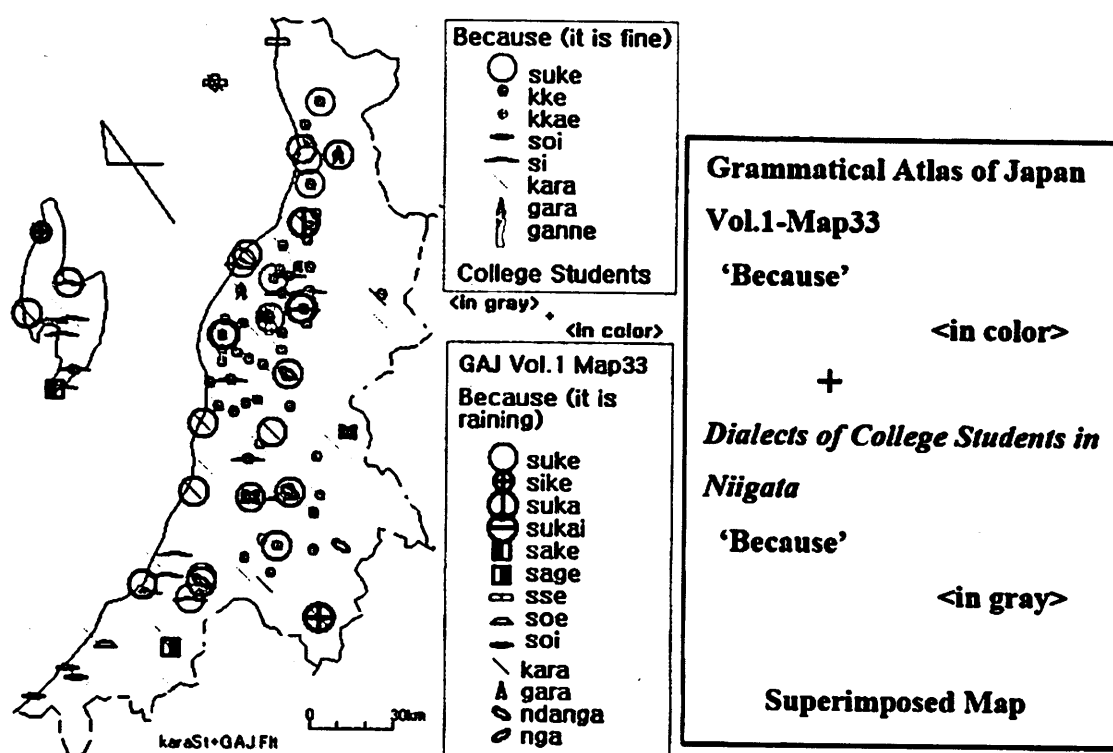 Because (it is fine)
suke
kke
kkae
soi
si
kara
gara
ganne
College Students
<in gray>
+
<in color>
GAJ Vol.1 Map33
Because (it is
raining)
suke
sike
suka
sukai
sake
sage
sse
soe
soi
kara
gara
ndanga
nga
0 30km
karaSt+GAJFlt
Grammatical Atlas of Japan
Vol.1-Map33
‘Because’
<in color>
+
Dialects of College Students in
Niigata
‘Because’
<in gray>
Superimposed Map